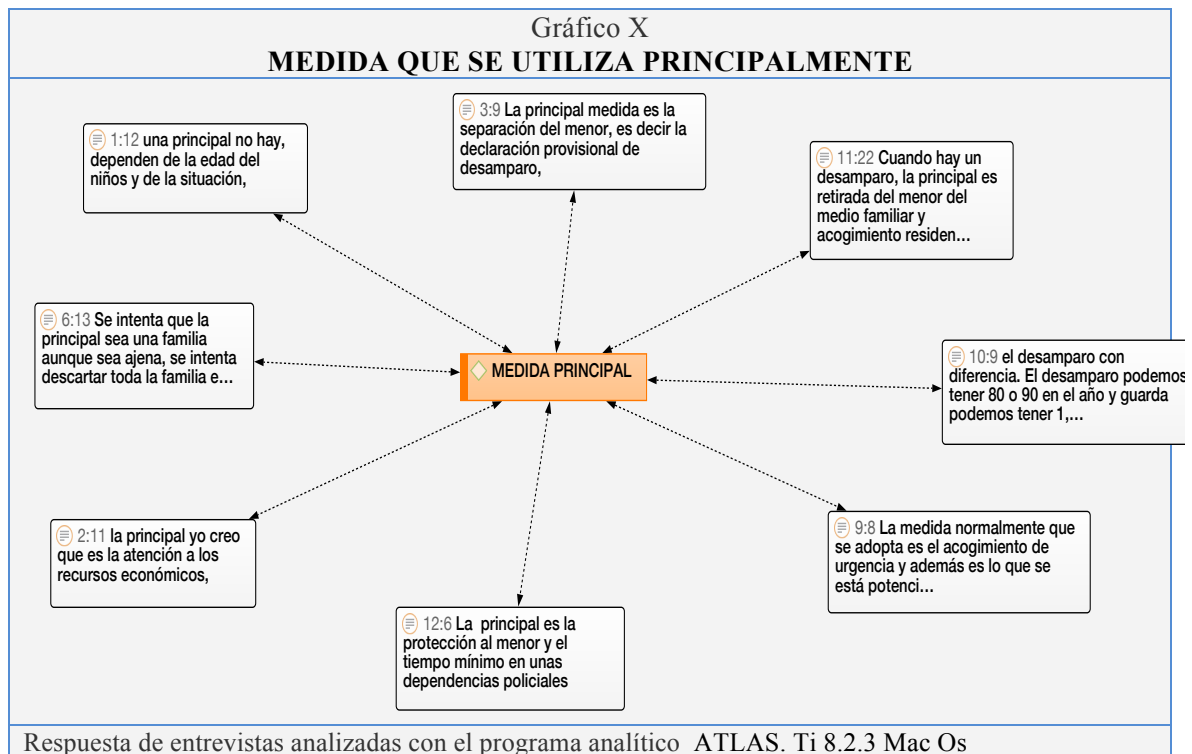 Gráfico X
MEDIDA QUE SE UTILIZA PRINCIPALMENTE
3:9 La principal medida es la
separación del menor, es decir la
declaración provisional de
desamparo,
1:12 una principal no hay,
dependen de la edad del
niños y de la situación,
11:22 Cuando hay un
desamparo, la principal es
retirada del menor del
medio familiar y
acogimiento residen...
6:13 Se intenta que la
principal sea una familia
aunque sea ajena, se intenta
descartar toda la familia e...
MEDIDA PRINCIPAL
10:9 el desamparo con
diferencia. El desamparo podemos
tener 80 o 90 en el año y guarda
podemos tener 1,...
2:11 la principal yo creo
que es la atención a los
recursos económicos,
9:8 La medida normalmente que
se adopta es el acogimiento de
urgencia y además es lo que se
está potenci...
12:6 La  principal es la
protección al menor y el
tiempo mínimo en unas
dependencias policiales
Respuesta de entrevistas analizadas con el programa analítico  ATLAS. Ti 8.2.3 Mac Os